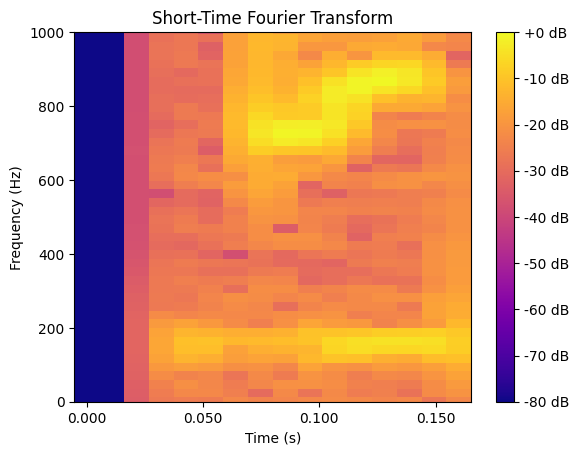 Short-Time Fourier Transform
Frequency (Hz)
1000
800
600
400
200
0
0.000
0.050
0.100
0.150
Time (s)
+0 dB
-10 dB
-20 dB
-30 dB
-40 dB
-50 dB
-60 dB
-70 dB
-80 dB